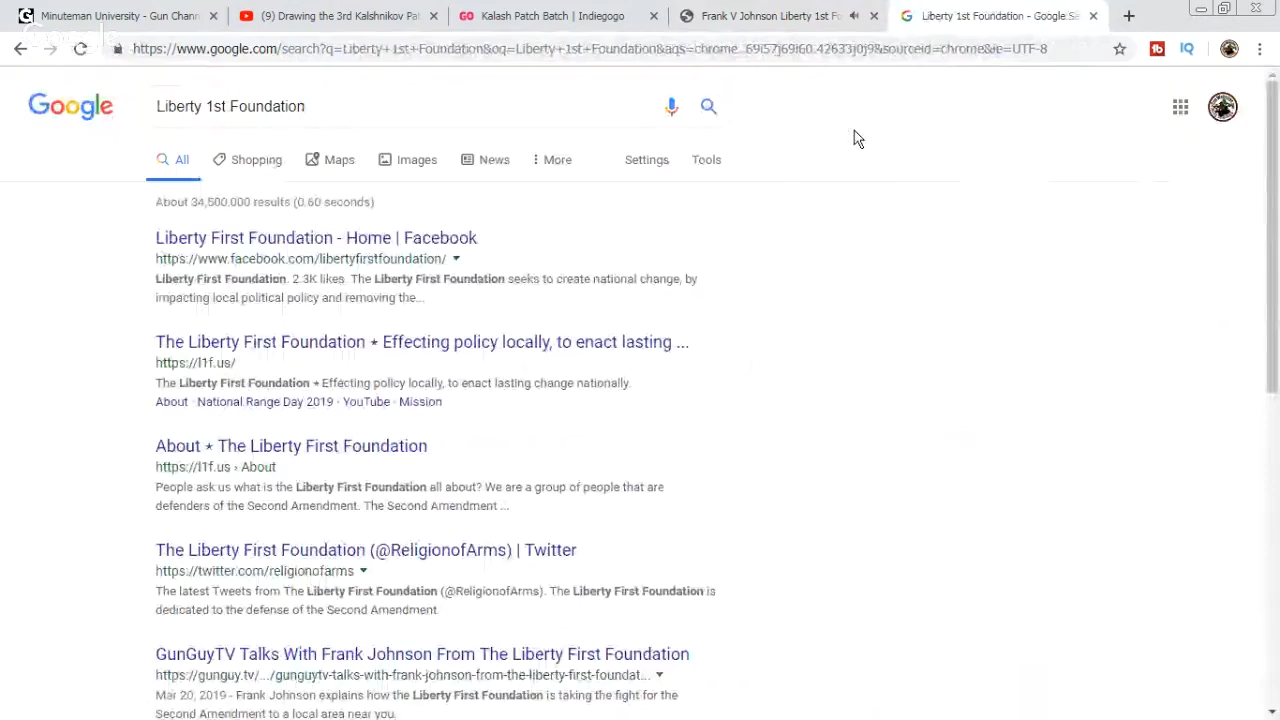 Minuteman University - Gun Chann
(9) Drawing the 3rd Kalshnikov Pat
GO Kalash Patch Batch | Indiegogo
Frank V Johnson Liberty 1st Fo
Liberty 1st Foundation - Google Se
Google
Liberty 1st Foundation
All Shopping Maps Images News More Settings Tools
About 34,500,000 results (0.60 seconds)
Liberty First Foundation - Home | Facebook
https://www.facebook.com/libertyfirstfoundation/
Liberty First Foundation. 2.3K likes. The Liberty First Foundation seeks to create national change, by
impacting local political policy and removing the...
The Liberty First Foundation ⋆ Effecting policy locally, to enact lasting ...
https://l1f.us/
The Liberty First Foundation ⋆ Effecting policy locally, to enact lasting change nationally.
About · National Range Day 2019 · YouTube · Mission
About ⋆ The Liberty First Foundation
https://l1f.us › About
People ask us what is the Liberty First Foundation all about? We are a group of people that are
defenders of the Second Amendment. The Second Amendment ...
The Liberty First Foundation (@ReligionofArms) | Twitter
https://twitter.com/religionofarms
The latest Tweets from The Liberty First Foundation (@ReligionofArms). The Liberty First Foundation is
dedicated to the defense of the Second Amendment
GunGuyTV Talks With Frank Johnson From The Liberty First Foundation
https://gunguy.tv/.../gunguytv-talks-with-frank-johnson-from-the-liberty-first-foundat...
Mar 20, 2019 - Frank Johnson explains how the Liberty First Foundation is taking the fight for the
Second Amendment to a local area near you.